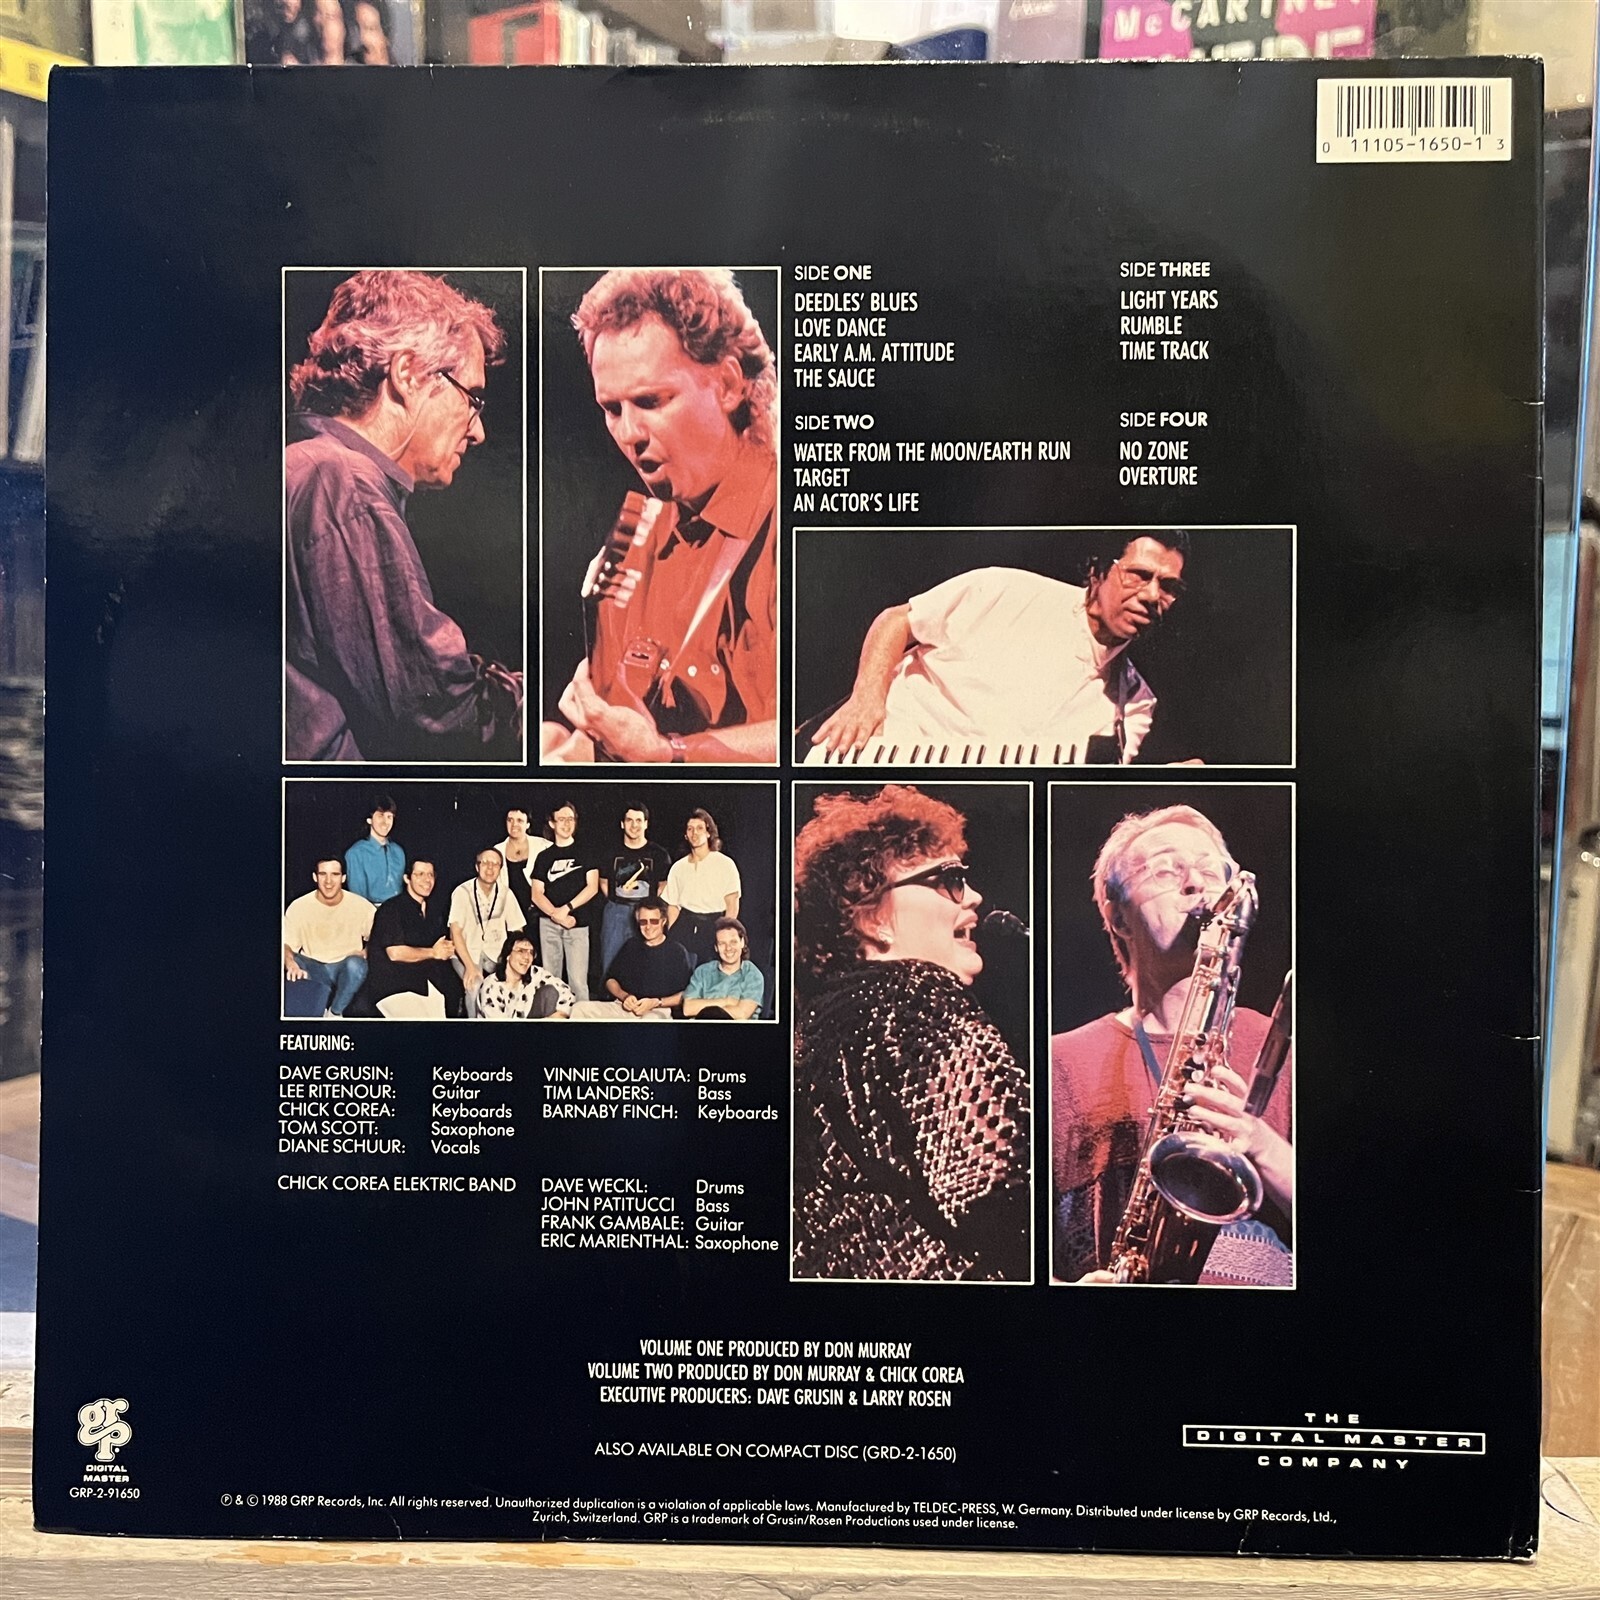 McCARTNEY
0 11105-1650-1 3
SIDE ONE
DEEDLES' BLUES
LOVE DANCE
EARLY A.M. ATTITUDE
THE SAUCE
SIDE TWO
WATER FROM THE MOON/EARTH RUN
TARGET
AN ACTOR'S LIFE
SIDE THREE
LIGHT YEARS
RUMBLE
TIME TRACK
SIDE FOUR
NO ZONE
OVERTURE
FEATURING:
DAVE GRUSIN: Keyboards
LEE RITENOUR: Guitar
CHICK COREA: Keyboards
TOM SCOTT: Saxophone
DIANE SCHUUR: Vocals
VINNIE COLAIUTA: Drums
TIM LANDERS: Bass
BARNABY FINCH: Keyboards
CHICK COREA ELEKTRIC BAND
DAVE WECKL: Drums
JOHN PATITUCCI Bass
FRANK GAMBALE: Guitar
ERIC MARIENTHAL: Saxophone
VOLUME ONE PRODUCED BY DON MURRAY
VOLUME TWO PRODUCED BY DON MURRAY & CHICK COREA
EXECUTIVE PRODUCERS: DAVE GRUSIN & LARRY ROSEN
ALSO AVAILABLE ON COMPACT DISC (GRD-2-1650)
THE
DIGITAL MASTER
COMPANY
grp
DIGITAL
MASTER
GRP-2-91650
℗ & © 1988 GRP Records, Inc. All rights reserved. Unauthorized duplication is a violation of applicable laws. Manufactured by TELDEC-PRESS, W. Germany. Distributed under license by GRP Records, Ltd.,
Zurich, Switzerland. GRP is a trademark of Grusin/Rosen Productions used under license.